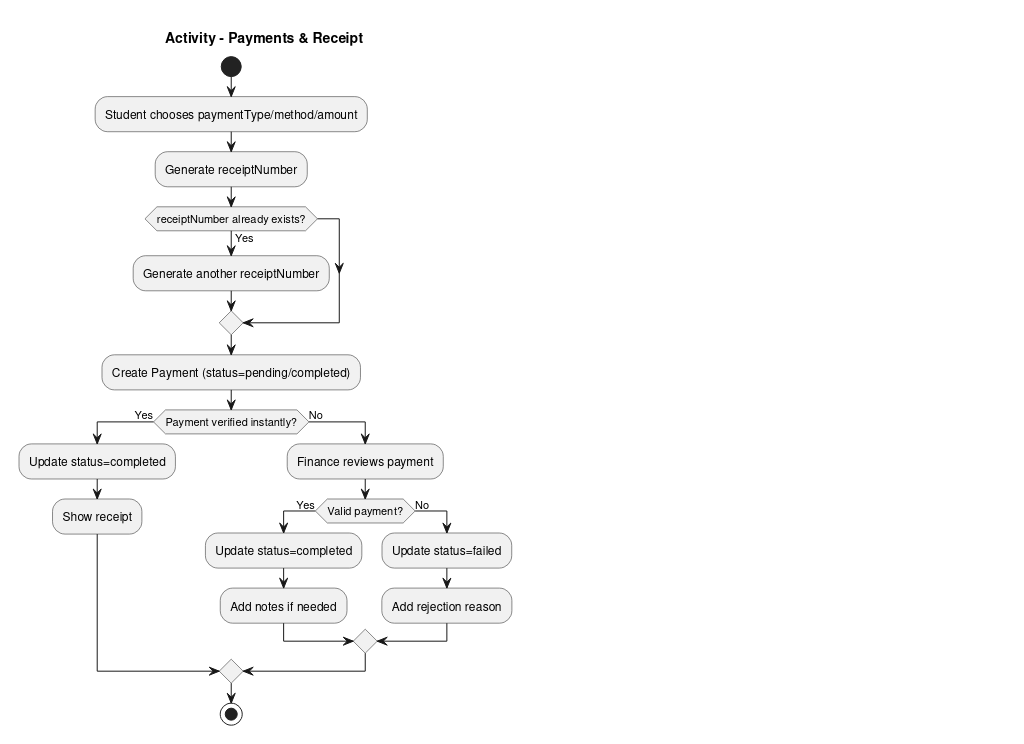 Activity - Payments & Receipt
Student chooses paymentType/method/amount
Generate receiptNumber
receiptNumber already exists?
Yes
Generate another receiptNumber
Create Payment (status=pending/completed)
Yes
Payment verified instantly?
No
Update status=completed
Finance reviews payment
Show receipt
Yes
Valid payment?
No
Update status=completed
Update status=failed
Add notes if needed
Add rejection reason